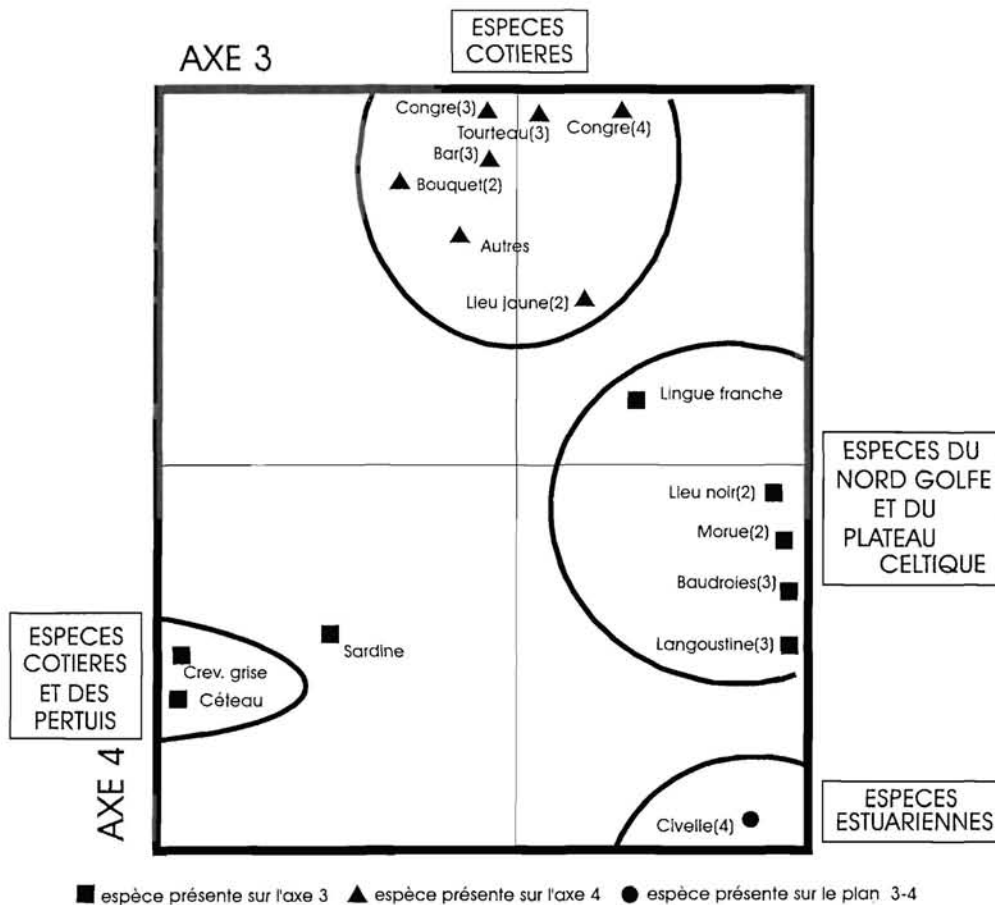 ESPECES
COTIERES
AXE 3
Congre(3)
Tourteau(3)
Congre(4)
Bar(3)
Bouquet(2)
Autres
Lieu jaune(2)
Lingue franche
ESPECES DU
NORD GOLFE
ET DU
PLATEAU
CELTIQUE
Lieu noir(2)
Morue(2)
Baudroies(3)
Langoustine(3)
ESPECES
COTIERES
ET DES
PERTUIS
Sardine
Crev. grise
Céteau
AXE 4
ESPECES
ESTUARIENNES
Civelle(4)
espèce présente sur l'axe 3 espèce présente sur l'axe 4 espèce présente sur le plan 3-4